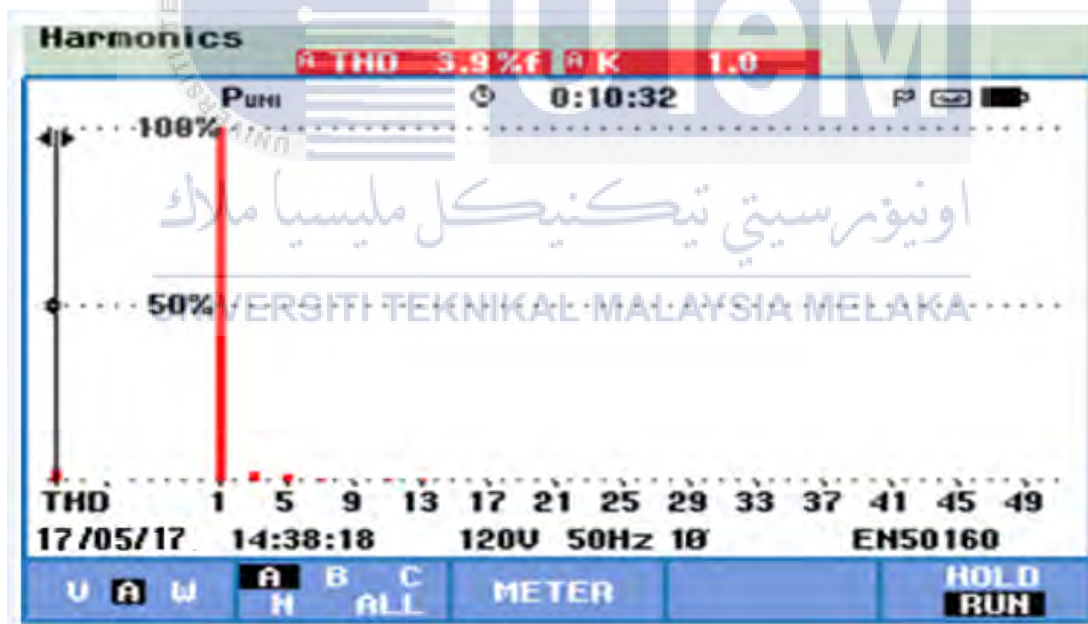 Harmonics
A THD 3.9%f A K 1.0
PUNI 0:10:32
100%
اونيۏرسيتي تيكنيكل مليسيا ملاك
50%
VERSITI TEKNIKAL MALAYSIA MELAKA
THD 1 5 9 13 17 21 25 29 33 37 41 45 49
17/05/17 14:38:18 120V 50Hz 1Ø EN50160
V A W A B C METER HOLD
N ALL RUN